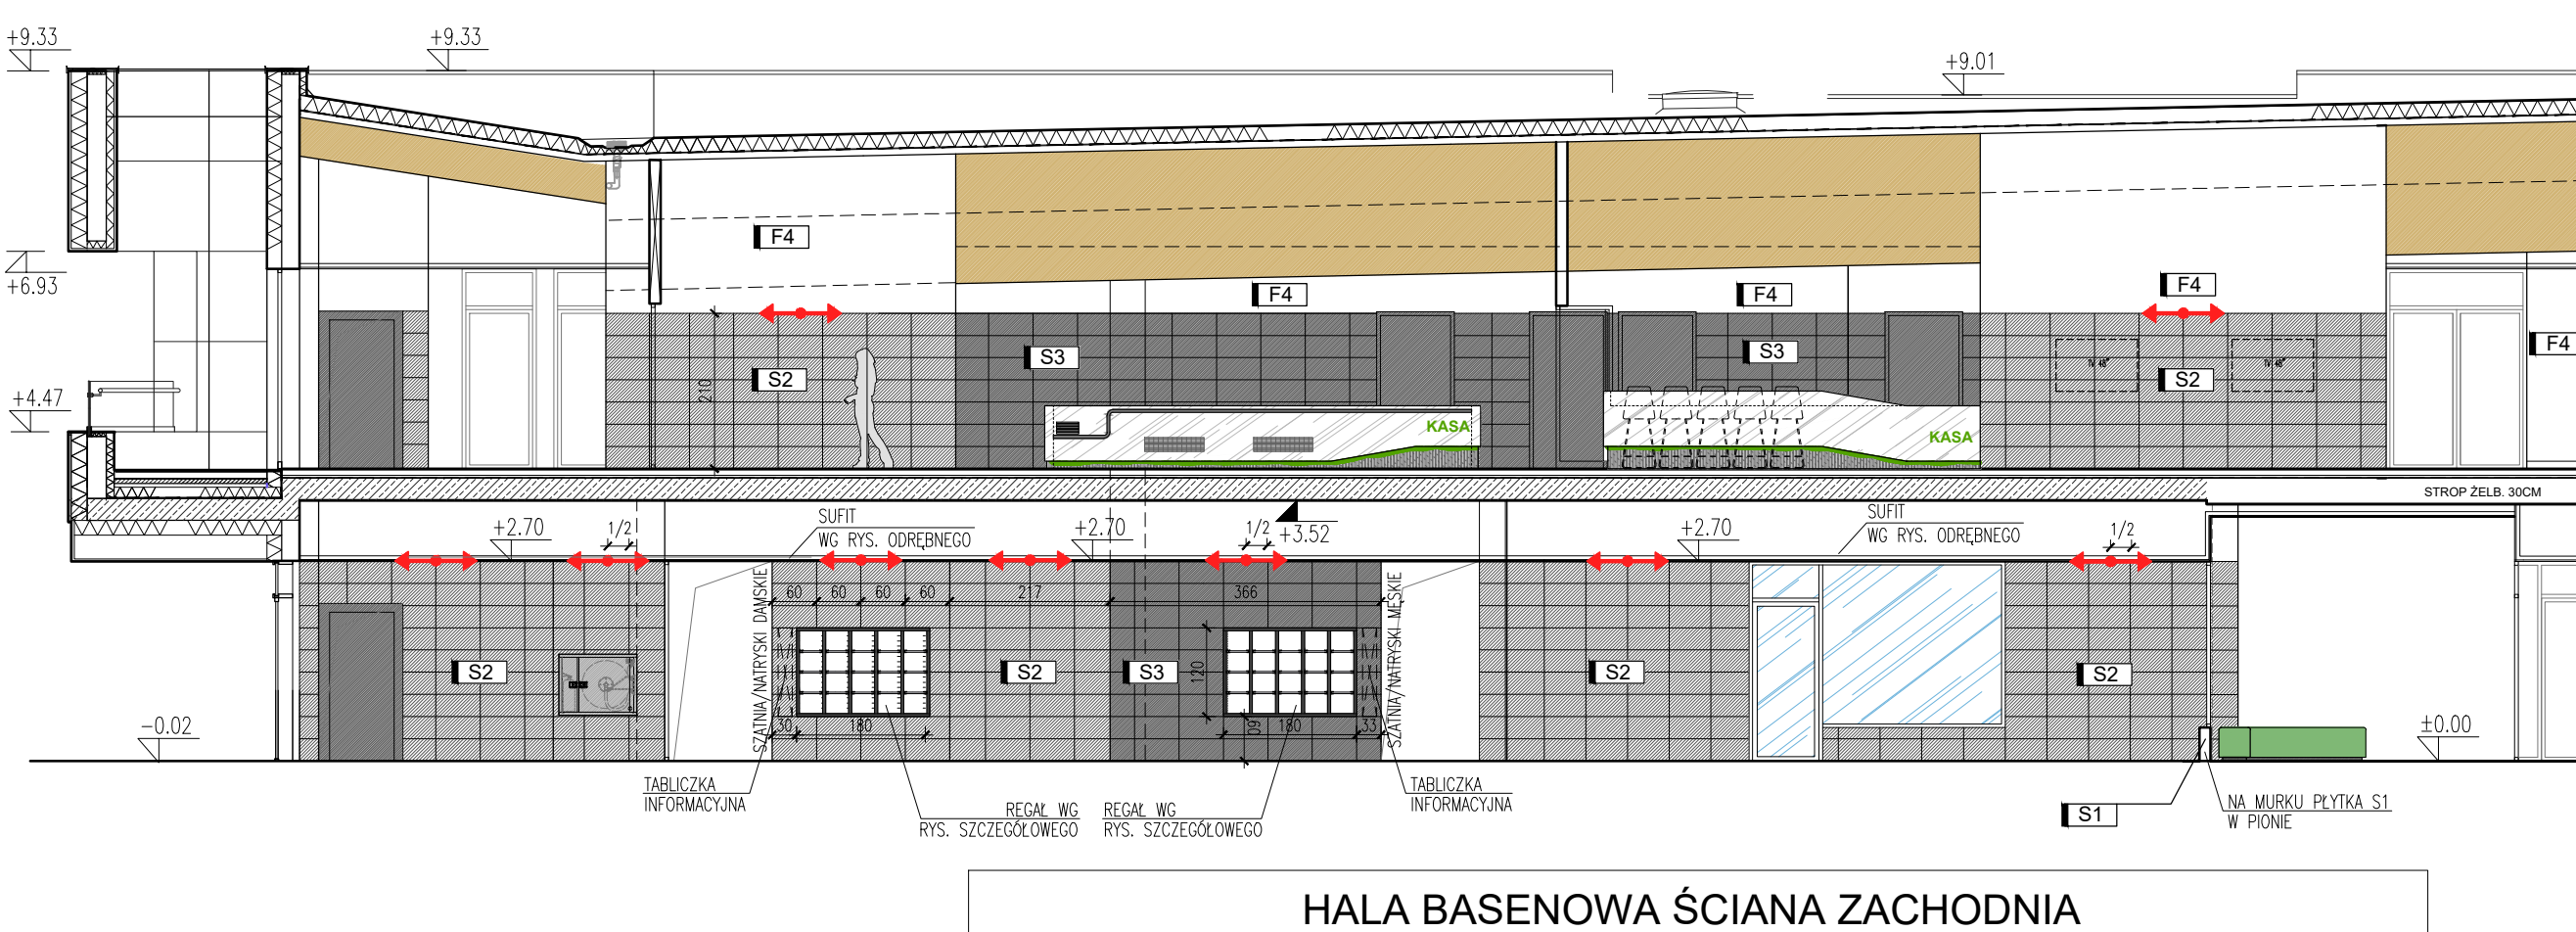 +9.33
+9.33
+9.01
F4
F4
F4
F4
F4
+6.93
S3
S3
S2
TV 48"
TV 48"
S2
210
+4.47
KASA
KASA
STROP ŻELB. 30CM
+2.70
1/2
SUFIT
WG RYS. ODRĘBNEGO
+2.70
1/2
+3.52
+2.70
SUFIT
WG RYS. ODRĘBNEGO
1/2
SZATNIA/NATRYSKI DAMSKIE
60
60
60
60
217
366
SZATNIA/NATRYSKI MĘSKIE
S2
S2
S3
120
S2
S2
-0.02
30
180
60
180
33
±0.00
TABLICZKA
INFORMACYJNA
REGAŁ WG
RYS. SZCZEGÓŁOWEGO
REGAŁ WG
RYS. SZCZEGÓŁOWEGO
TABLICZKA
INFORMACYJNA
S1
NA MURKU PŁYTKA S1
W PIONIE
HALA BASENOWA ŚCIANA ZACHODNIA